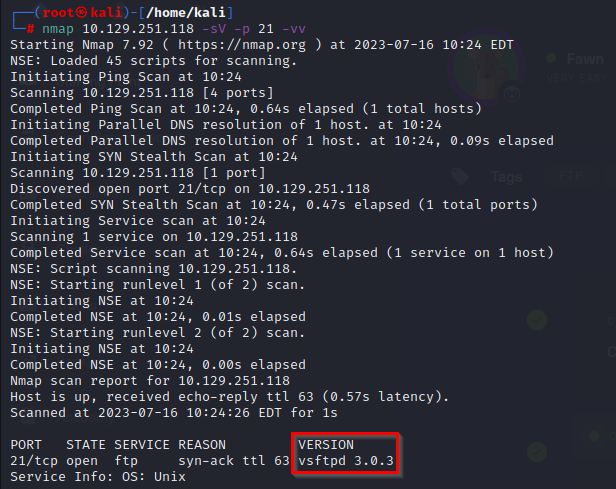 (root㉿kali)-[/home/kali]
# nmap 10.129.251.118 -sV -p 21 -vv
Starting Nmap 7.92 ( https://nmap.org ) at 2023-07-16 10:24 EDT
NSE: Loaded 45 scripts for scanning.
Initiating Ping Scan at 10:24
Scanning 10.129.251.118 [4 ports]
Completed Ping Scan at 10:24, 0.64s elapsed (1 total hosts)
Initiating Parallel DNS resolution of 1 host. at 10:24
Completed Parallel DNS resolution of 1 host. at 10:24, 0.09s elapsed
Initiating SYN Stealth Scan at 10:24
Scanning 10.129.251.118 [1 port]
Discovered open port 21/tcp on 10.129.251.118
Completed SYN Stealth Scan at 10:24, 0.47s elapsed (1 total ports)
Initiating Service scan at 10:24
Scanning 1 service on 10.129.251.118
Completed Service scan at 10:24, 0.64s elapsed (1 service on 1 host)
NSE: Script scanning 10.129.251.118.
NSE: Starting runlevel 1 (of 2) scan.
Initiating NSE at 10:24
Completed NSE at 10:24, 0.01s elapsed
NSE: Starting runlevel 2 (of 2) scan.
Initiating NSE at 10:24
Completed NSE at 10:24, 0.00s elapsed
Nmap scan report for 10.129.251.118
Host is up, received echo-reply ttl 63 (0.57s latency).
Scanned at 2023-07-16 10:24:26 EDT for 1s
PORT STATE SERVICE REASON VERSION
21/tcp open ftp syn-ack ttl 63 vsftpd 3.0.3
Service Info: OS: Unix
Fawn
VERY EASY
Tags FTP